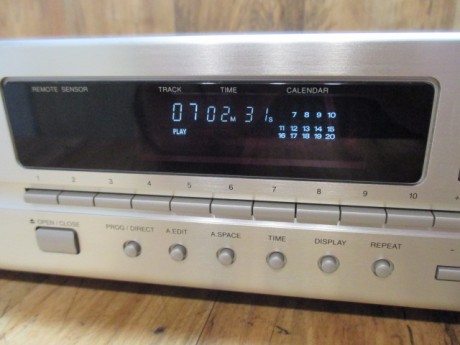 REMOTE SENSOR TRACK TIME CALENDAR
07 02M 31S 7 8 9 10
PLAY 11 12 13 14 15
16 17 18 19 20
1 2 3 4 5 6 7 8 9 10 +
OPEN/CLOSE PROG/DIRECT A.EDIT A.SPACE TIME DISPLAY REPEAT -